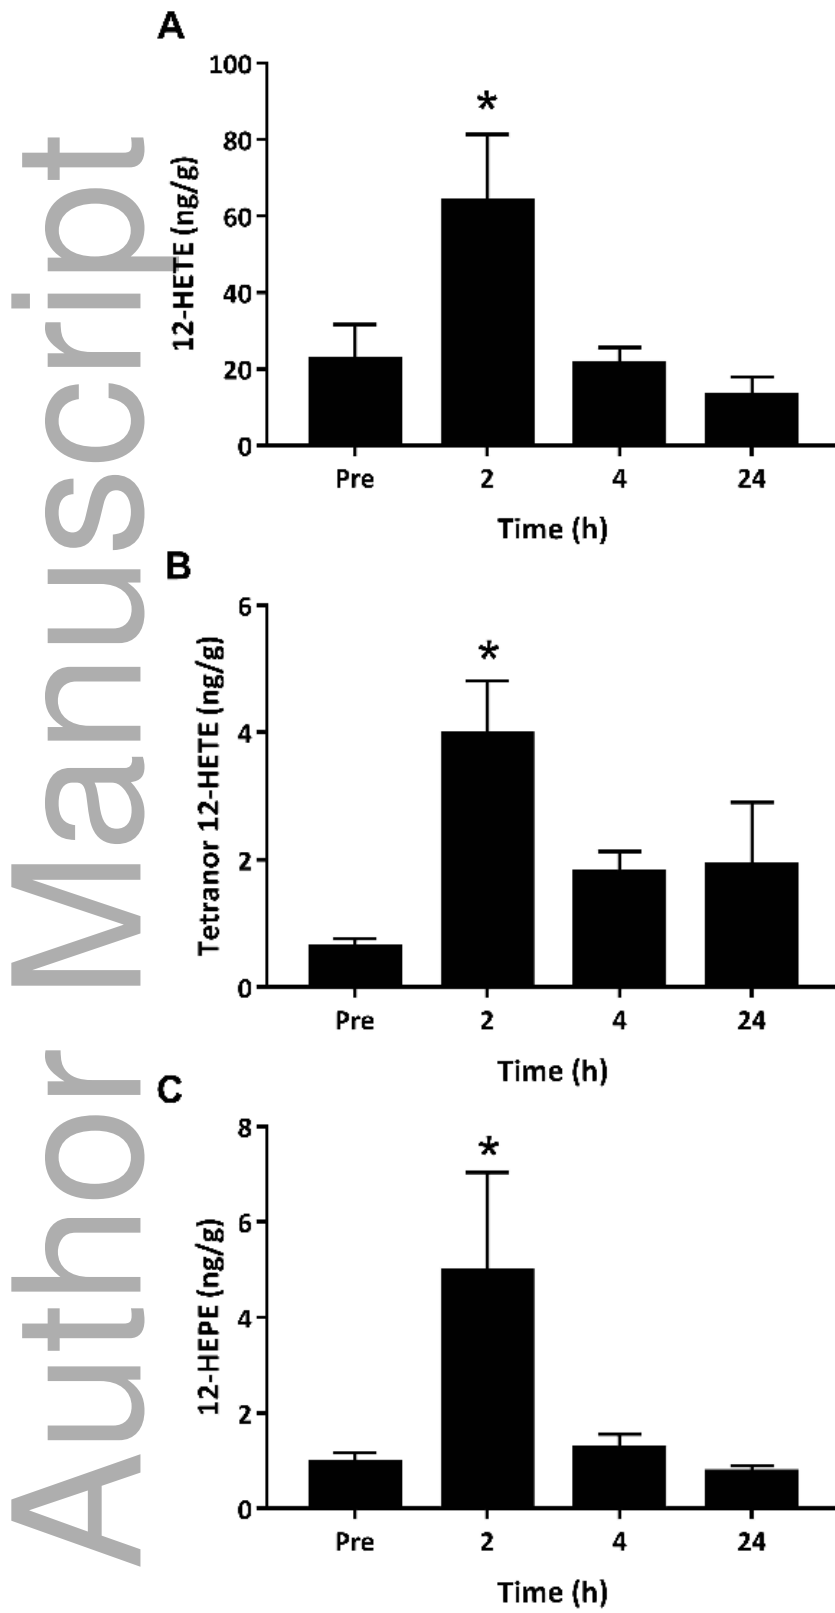 Author Manuscript
A
12-HETE (ng/g)
100
80
60
40
20
0
*
Pre 2 4 24
Time (h)
B
Tetranor 12-HETE (ng/g)
6
4
2
0
*
Pre 2 4 24
Time (h)
C
12-HEPE (ng/g)
8
6
4
2
0
*
Pre 2 4 24
Time (h)